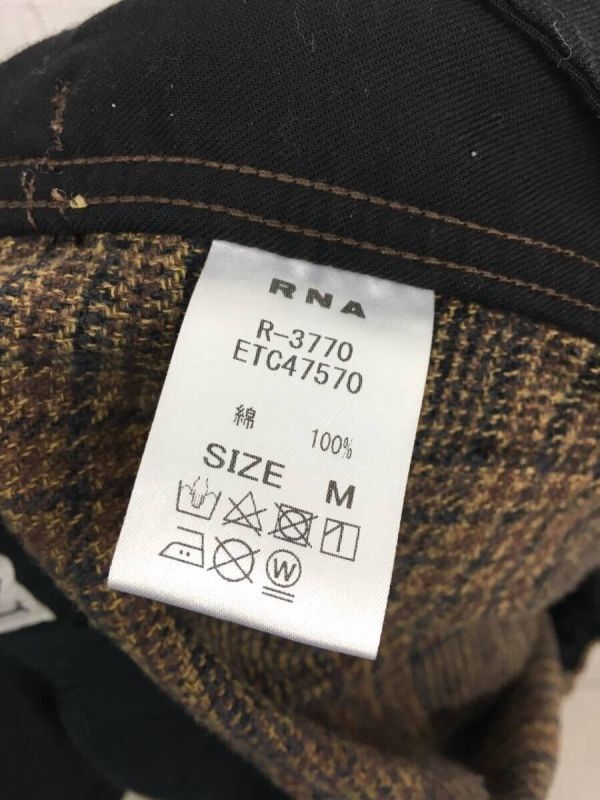 RNA
R-3770
ETC47570
綿 100%
SIZE M
W